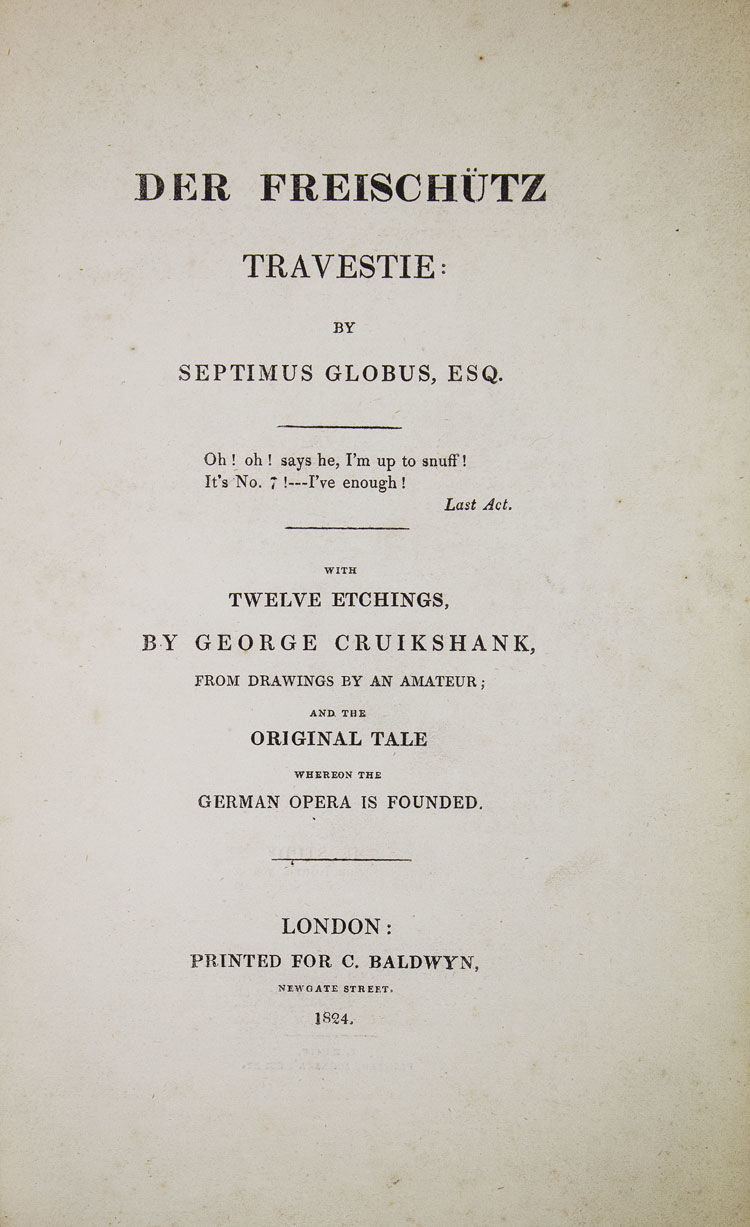 DER FREISCHÜTZ
TRAVESTIE:
BY
SEPTIMUS GLOBUS, ESQ.
Oh! oh! says he, I'm up to snuff!
It's No. 7!---I've enough!
Last Act.
WITH
TWELVE ETCHINGS,
BY GEORGE CRUIKSHANK,
FROM DRAWINGS BY AN AMATEUR;
AND THE
ORIGINAL TALE
WHEREON THE
GERMAN OPERA IS FOUNDED.
LONDON:
PRINTED FOR C. BALDWYN,
NEWGATE STREET.
1824.